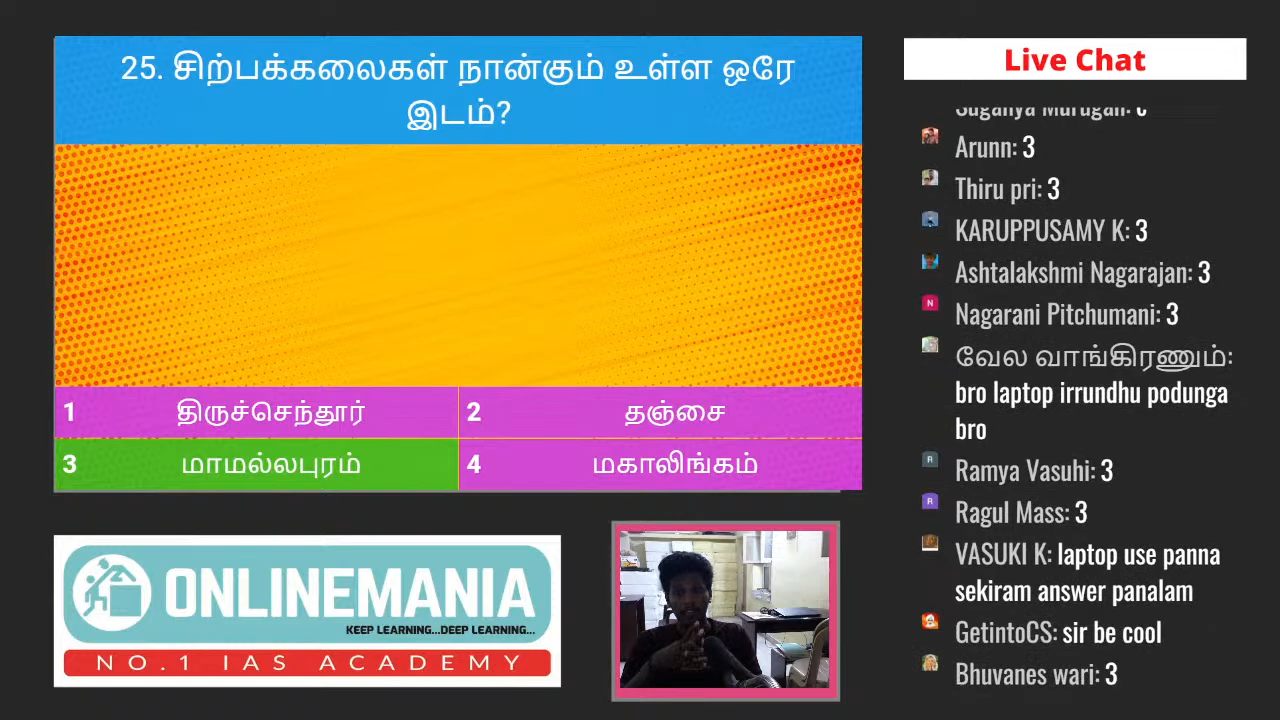 25. சிற்பக்கலைகள் நான்கும் உள்ள ஒரே
இடம்?
1 திருச்செந்தூர்
2 தஞ்சை
3 மாமல்லபுரம்
4 மகாலிங்கம்
ONLINEMANIA
KEEP LEARNING...DEEP LEARNING...
NO.1 IAS ACADEMY
Live Chat
Suganya Murugan:
Arunn: 3
Thiru pri: 3
KARUPPUSAMY K: 3
Ashtalakshmi Nagarajan: 3
N
Nagarani Pitchumani: 3
வேல வாங்கிரணும்:
bro laptop irrundhu podunga
bro
R
Ramya Vasuhi: 3
R
Ragul Mass: 3
VASUKI K: laptop use panna
sekiram answer panalam
GetintoCS: sir be cool
Bhuvanes wari: 3